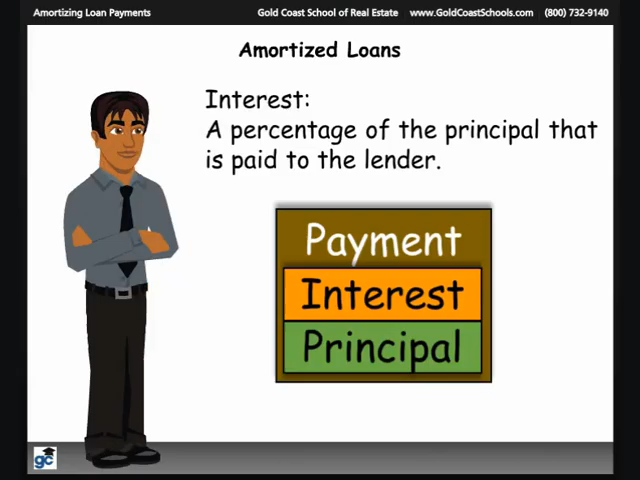 Amortizing Loan Payments
Gold Coast School of Real Estate www.GoldCoastSchools.com (800) 732-9140
Amortized Loans
Interest:
A percentage of the principal that
is paid to the lender.
Payment
Interest
Principal
gc